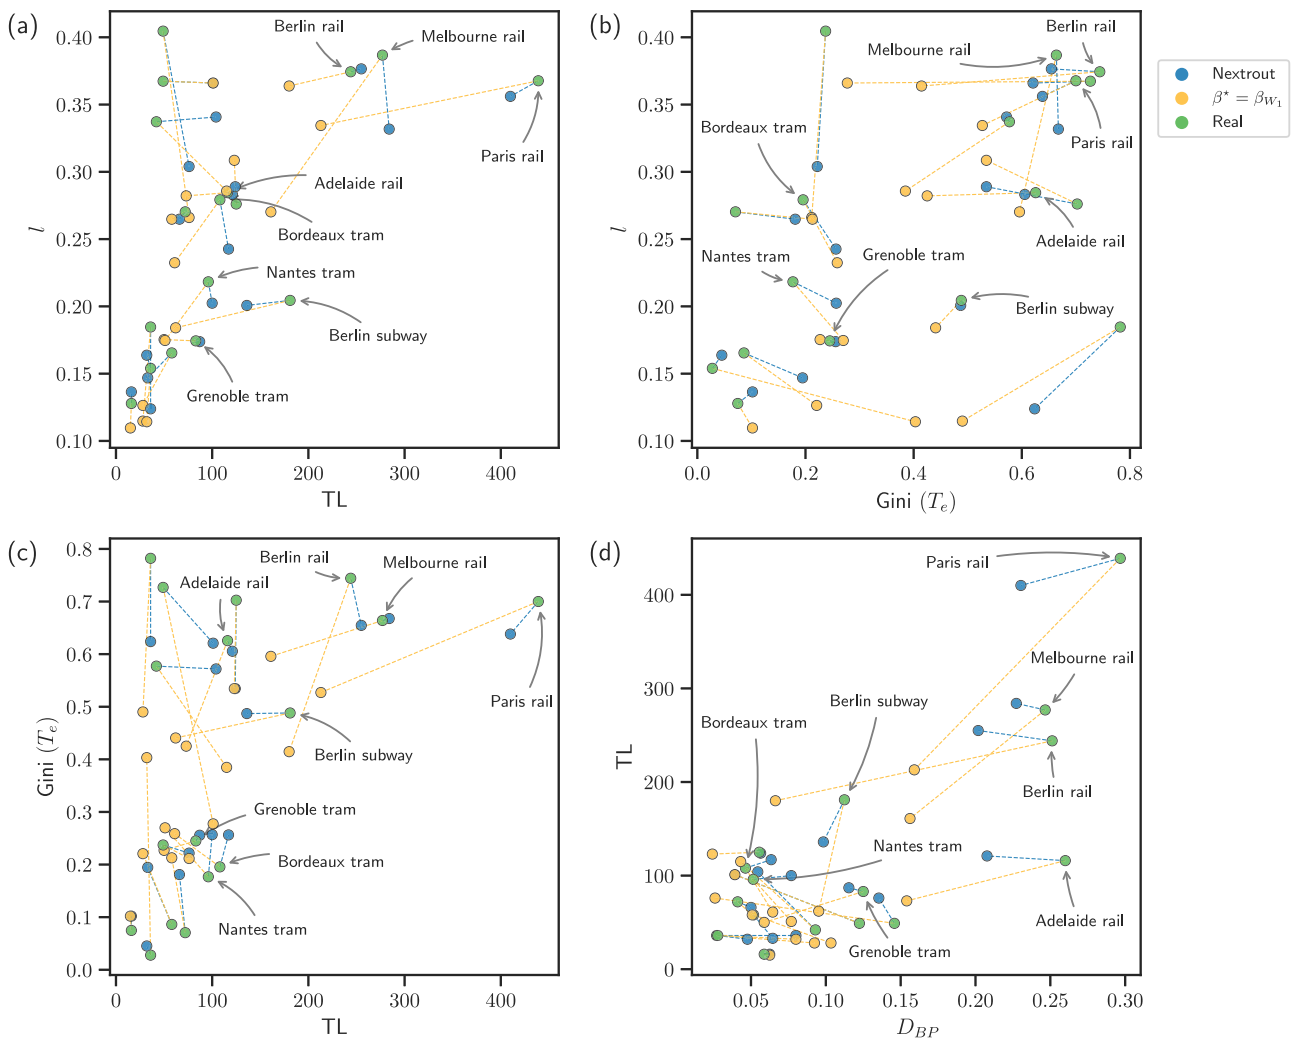 (a)
0.40
0.35
0.30
0.25
0.20
0.15
0.10
l
0
100
200
300
400
TL
Berlin rail
Melbourne rail
Paris rail
Adelaide rail
Bordeaux tram
Nantes tram
Berlin subway
Grenoble tram
(b)
0.40
0.35
0.30
0.25
0.20
0.15
0.10
l
0.0
0.2
0.4
0.6
0.8
Gini (T_e)
Berlin rail
Melbourne rail
Paris rail
Bordeaux tram
Adelaide rail
Nantes tram
Grenoble tram
Berlin subway
Nextrout
β* = β_{W_1}
Real
(c)
0.8
0.7
0.6
0.5
0.4
0.3
0.2
0.1
0.0
Gini (T_e)
0
100
200
300
400
TL
Berlin rail
Melbourne rail
Adelaide rail
Paris rail
Berlin subway
Grenoble tram
Bordeaux tram
Nantes tram
(d)
400
300
200
100
0
TL
0.05
0.10
0.15
0.20
0.25
0.30
D_{BP}
Paris rail
Melbourne rail
Berlin subway
Bordeaux tram
Berlin rail
Nantes tram
Adelaide rail
Grenoble tram